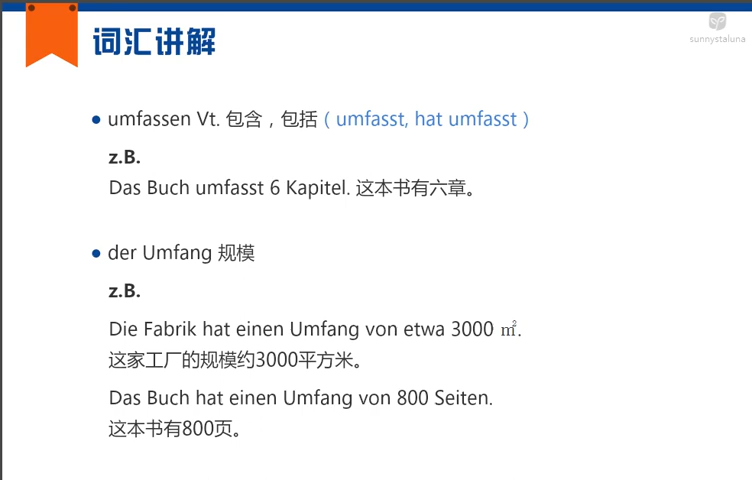 词汇讲解
sunnystaluna
umfassen Vt. 包含，包括（umfasst, hat umfasst）
z.B.
Das Buch umfasst 6 Kapitel. 这本书有六章。
der Umfang 规模
z.B.
Die Fabrik hat einen Umfang von etwa 3000 ㎡.
这家工厂的规模约3000平方米。
Das Buch hat einen Umfang von 800 Seiten.
这本书有800页。